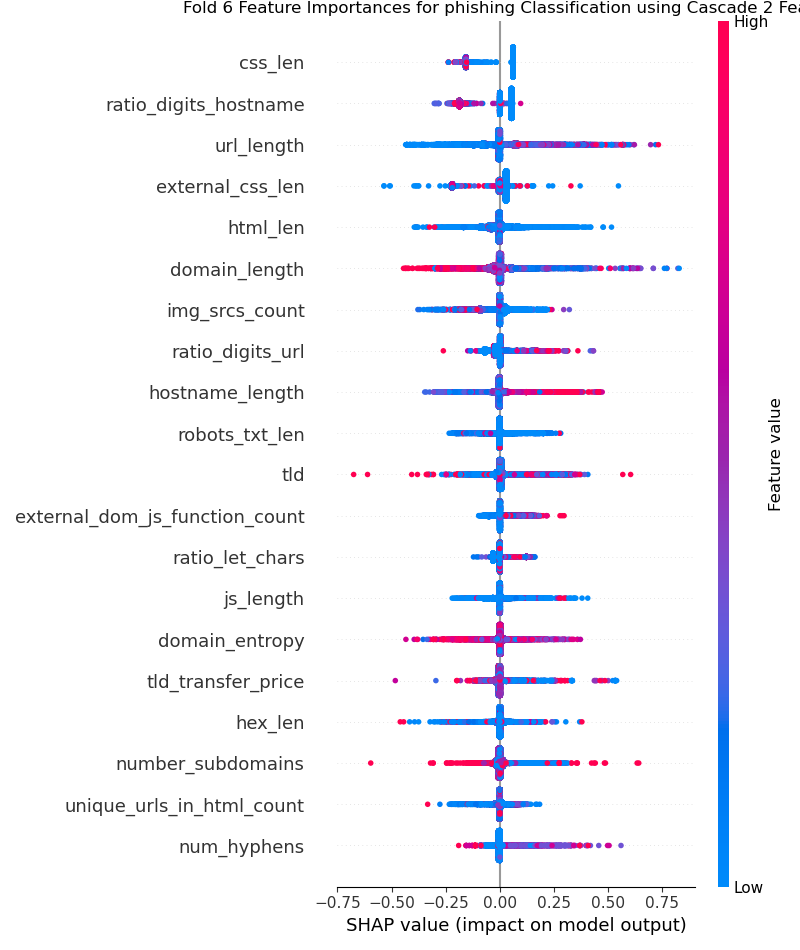 Fold 6 Feature Importances for phishing Classification using Cascade 2 Fea
High
css_len
ratio_digits_hostname
url_length
external_css_len
html_len
domain_length
img_srcs_count
ratio_digits_url
hostname_length
robots_txt_len
tld
external_dom_js_function_count
ratio_let_chars
js_length
domain_entropy
tld_transfer_price
hex_len
number_subdomains
unique_urls_in_html_count
num_hyphens
Feature value
Low
−0.75 −0.50 −0.25 0.00 0.25 0.50 0.75
SHAP value (impact on model output)